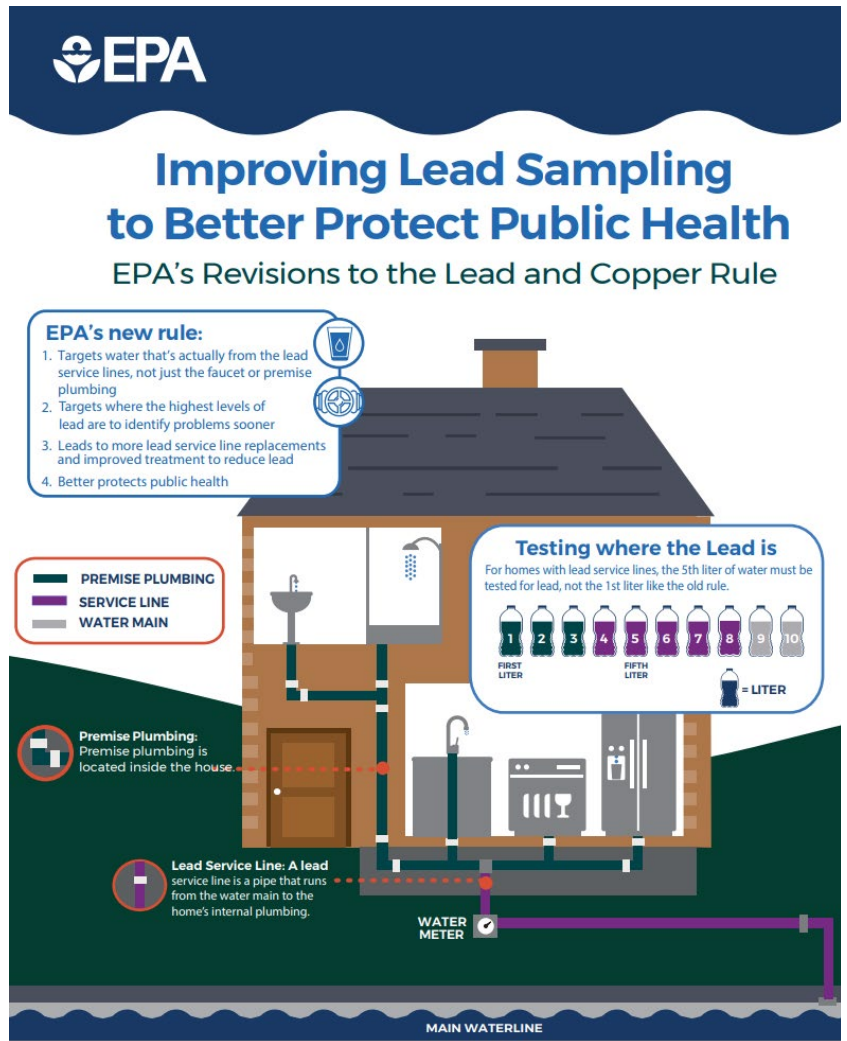 EPA
Improving Lead Sampling
to Better Protect Public Health
EPA's Revisions to the Lead and Copper Rule
EPA's new rule:
1. Targets water that's actually from the lead
service lines, not just the faucet or premise
plumbing
2. Targets where the highest levels of
lead are to identify problems sooner
3. Leads to more lead service line replacements
and improved treatment to reduce lead
4. Better protects public health
PREMISE PLUMBING
SERVICE LINE
WATER MAIN
Testing where the Lead is
For homes with lead service lines, the 5th liter of water must be
tested for lead, not the 1st liter like the old rule.
1 2 3 4 5 6 7 8 9 10
FIRST
LITER
FIFTH
LITER
= LITER
Premise Plumbing:
Premise plumbing is
located inside the house.
Lead Service Line: A lead
service line is a pipe that runs
from the water main to the
home's internal plumbing.
WATER
METER
MAIN WATERLINE